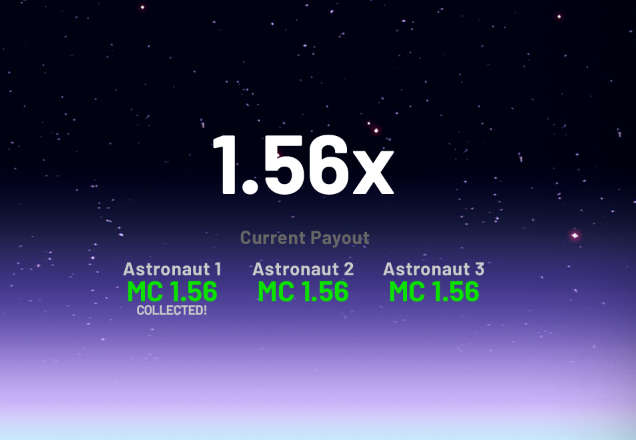 1.56x
Current Payout
Astronaut 1 Astronaut 2 Astronaut 3
MC 1.56 MC 1.56 MC 1.56
COLLECTED!